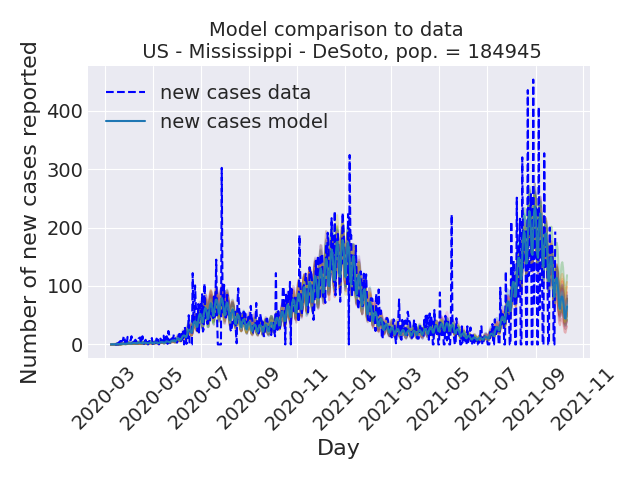 Model comparison to data
US - Mississippi - DeSoto, pop. = 184945
Number of new cases reported
new cases data
new cases model
400
300
200
100
0
2020-03
2020-05
2020-07
2020-09
2020-11
2021-01
2021-03
2021-05
2021-07
2021-09
2021-11
Day